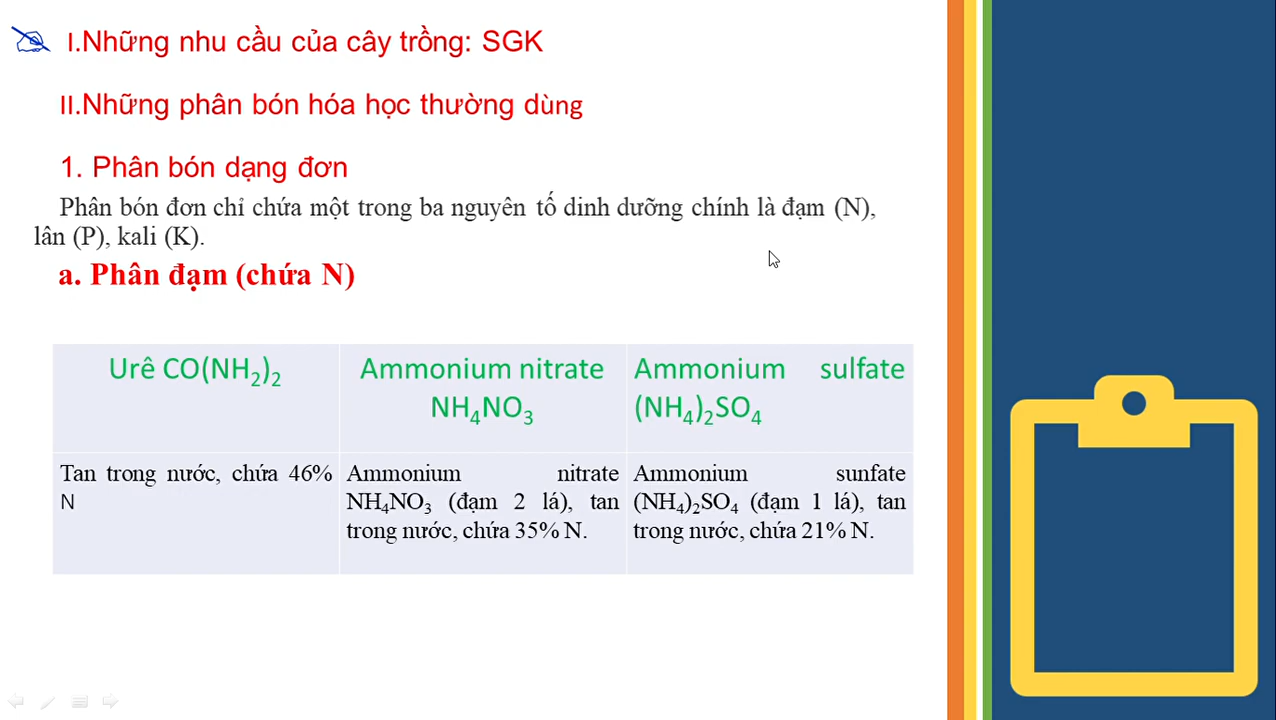 I.Những nhu cầu của cây trồng: SGK
II.Những phân bón hóa học thường dùng
1. Phân bón dạng đơn
Phân bón đơn chỉ chứa một trong ba nguyên tố dinh dưỡng chính là đạm (N),
lân (P), kali (K).
a. Phân đạm (chứa N)
Urê CO(NH₂)₂
Ammonium nitrate
NH₄NO₃
Ammonium sulfate
(NH₄)₂SO₄
Tan trong nước, chứa 46%
N
Ammonium nitrate
NH₄NO₃ (đạm 2 lá), tan
trong nước, chứa 35% N.
Ammonium sunfate
(NH₄)₂SO₄ (đạm 1 lá), tan
trong nước, chứa 21% N.